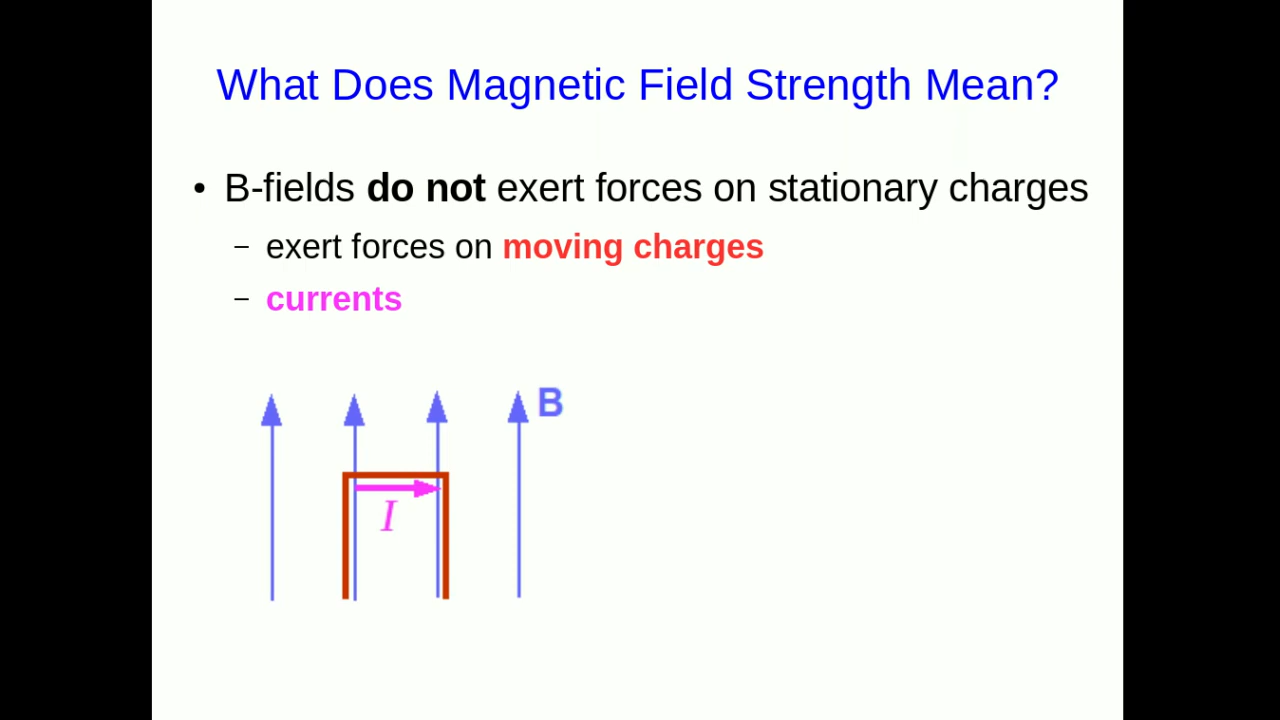 What Does Magnetic Field Strength Mean?
• B-fields do not exert forces on stationary charges
– exert forces on moving charges
– currents
B
I